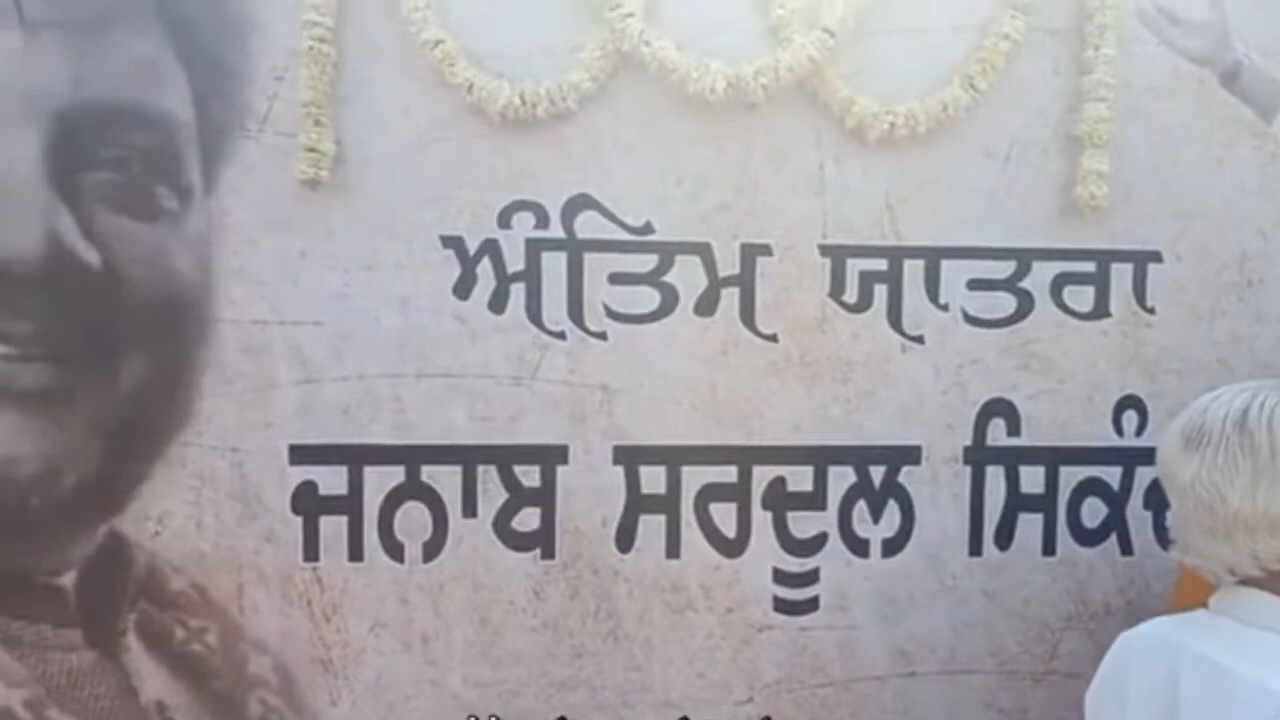 ਅੰਤਿਮ ਯਾਤਰਾ
ਜਨਾਬ ਸਰਦੂਲ